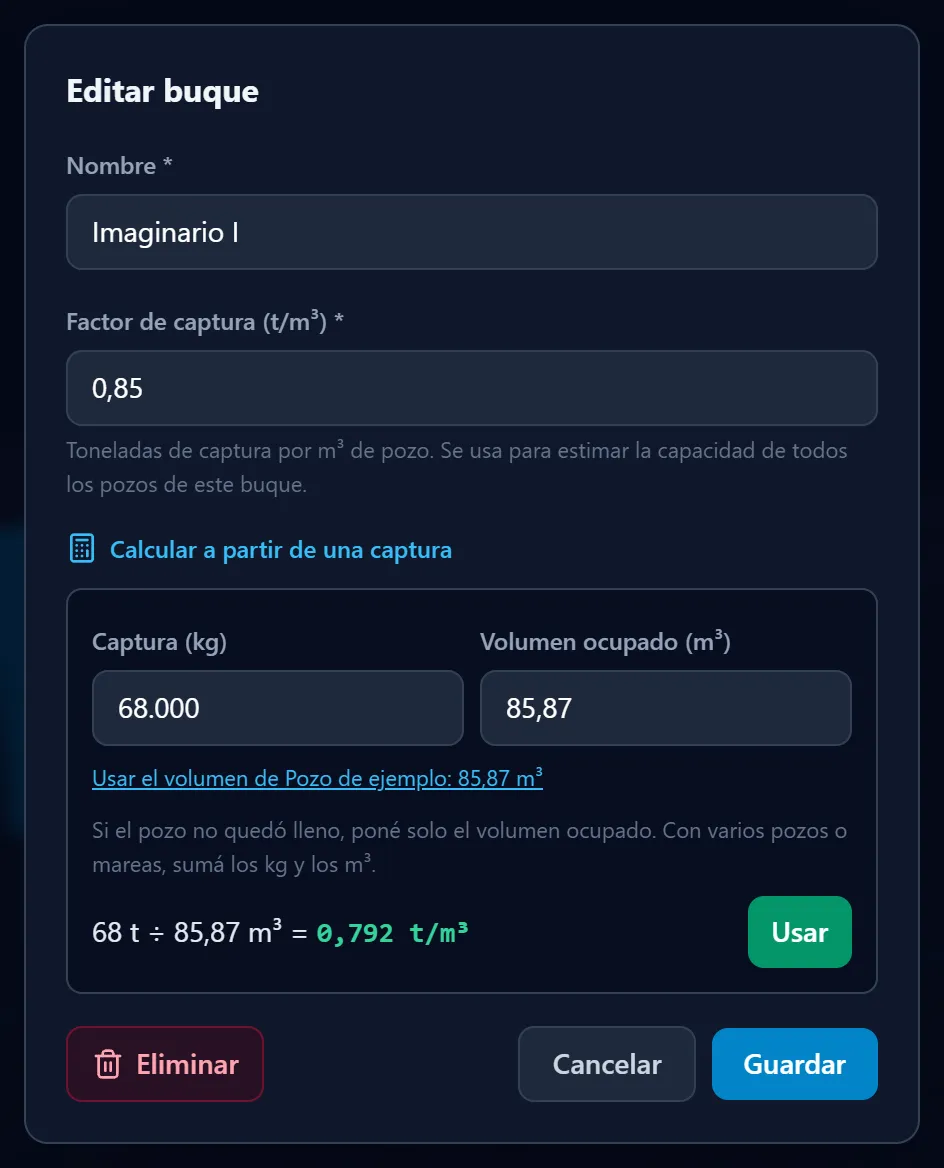 Editar buque
Nombre *
Imaginario I
Factor de captura (t/m³) *
0,85
Toneladas de captura por m³ de pozo. Se usa para estimar la capacidad de todos
los pozos de este buque.
Calcular a partir de una captura
Captura (kg)
Volumen ocupado (m³)
68.000
85,87
Usar el volumen de Pozo de ejemplo: 85,87 m³
Si el pozo no quedó lleno, poné solo el volumen ocupado. Con varios pozos o
mareas, sumá los kg y los m³.
68 t ÷ 85,87 m³ = 0,792 t/m³
Usar
Eliminar
Cancelar
Guardar